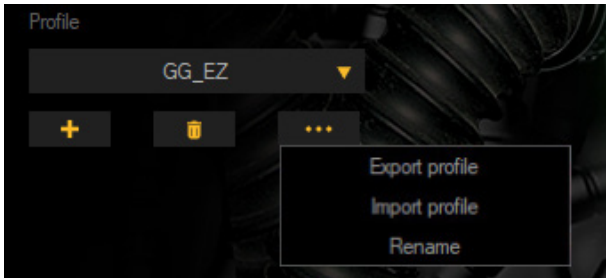 Profile
GG_EZ
Export profile
Import profile
Rename